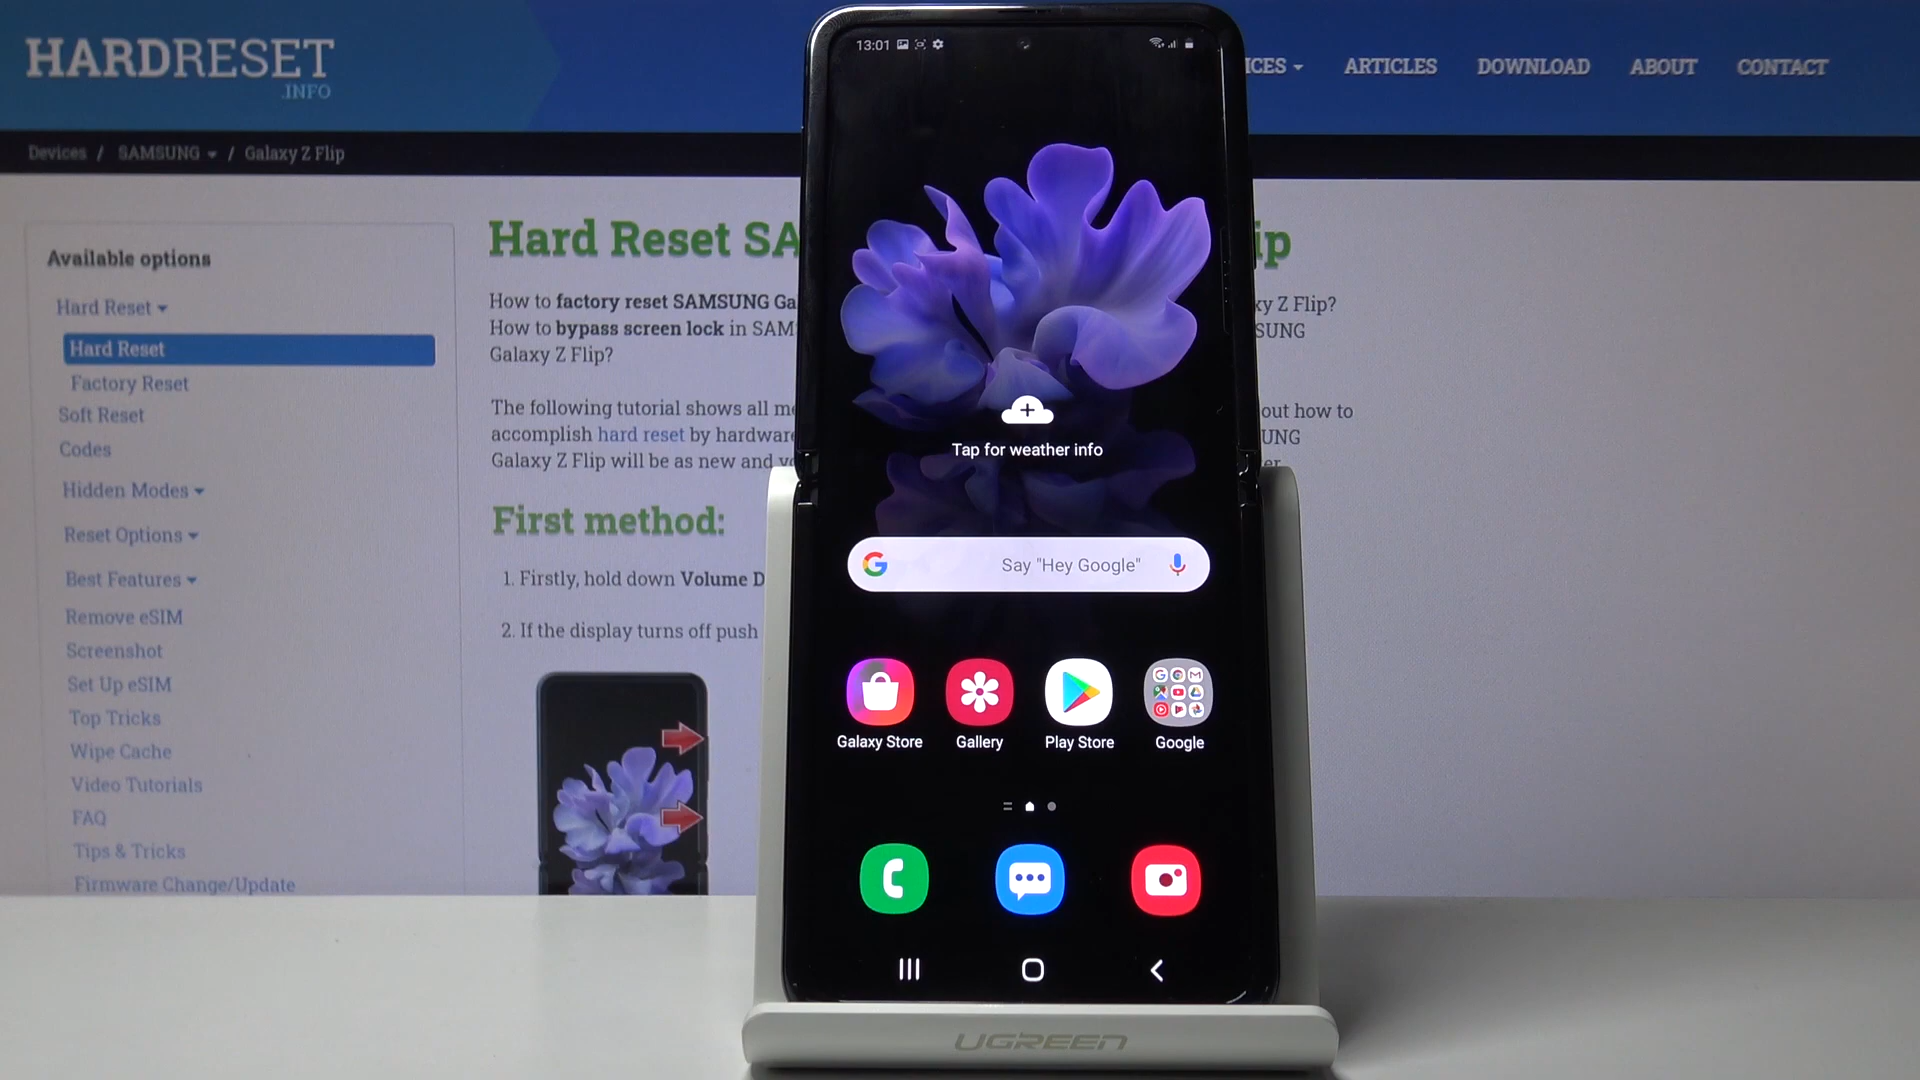 HARDRESET
.INFO
ICES
ARTICLES
DOWNLOAD
ABOUT
CONTACT
Devices / SAMSUNG / Galaxy Z Flip
Available options
Hard Reset
Hard Reset
Factory Reset
Soft Reset
Codes
Hidden Modes
Reset Options
Best Features
Remove eSIM
Screenshot
Set Up eSIM
Top Tricks
Wipe Cache
Video Tutorials
FAQ
Tips & Tricks
Firmware Change/Update
Hard Reset SA ip
How to factory reset SAMSUNG Ga xy Z Flip?
How to bypass screen lock in SAM SUNG
Galaxy Z Flip?
The following tutorial shows all me out how to
accomplish hard reset by hardware UNG
Galaxy Z Flip will be as new and yo er
First method:
1. Firstly, hold down Volume D
2. If the display turns off push
13:01
Tap for weather info
Say "Hey Google"
Galaxy Store
Gallery
Play Store
Google
UGREEN